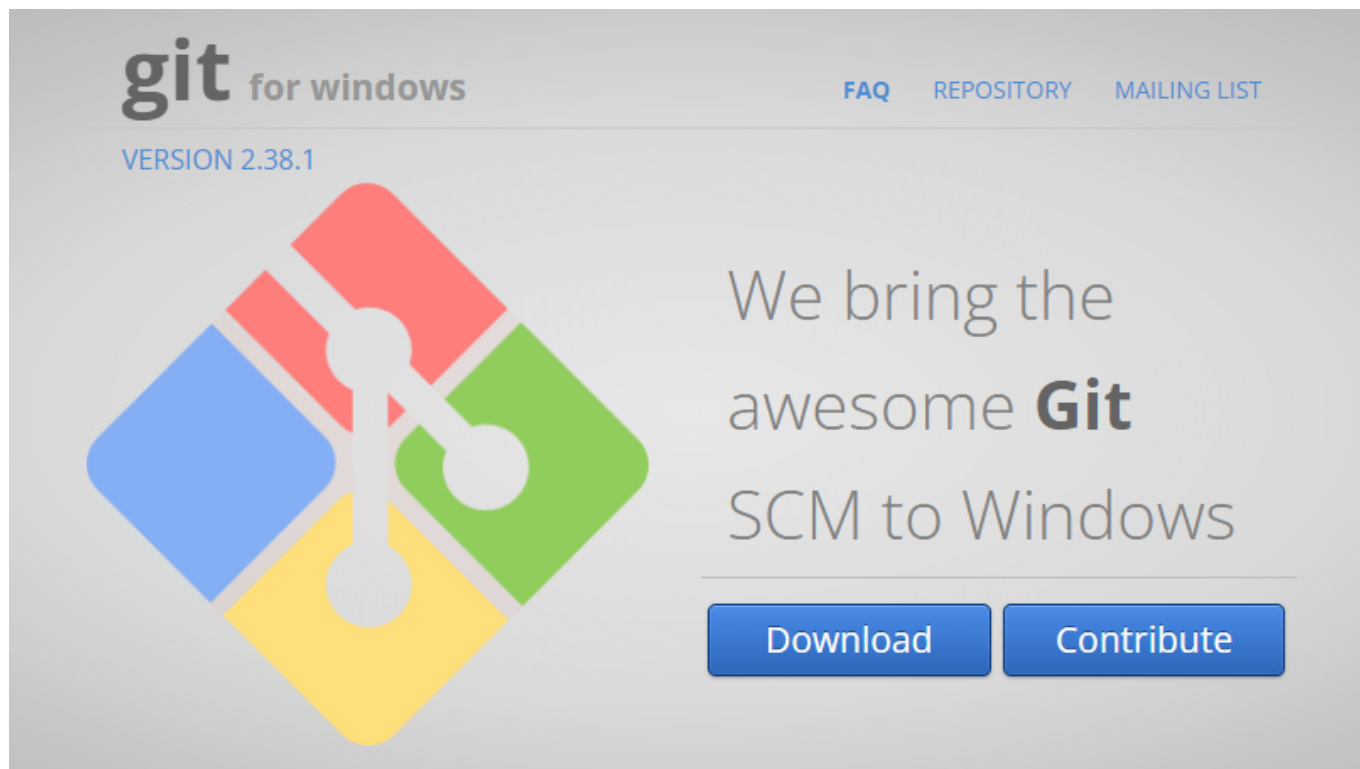 git for windows
FAQ REPOSITORY MAILING LIST
VERSION 2.38.1
We bring the
awesome Git
SCM to Windows
Download Contribute